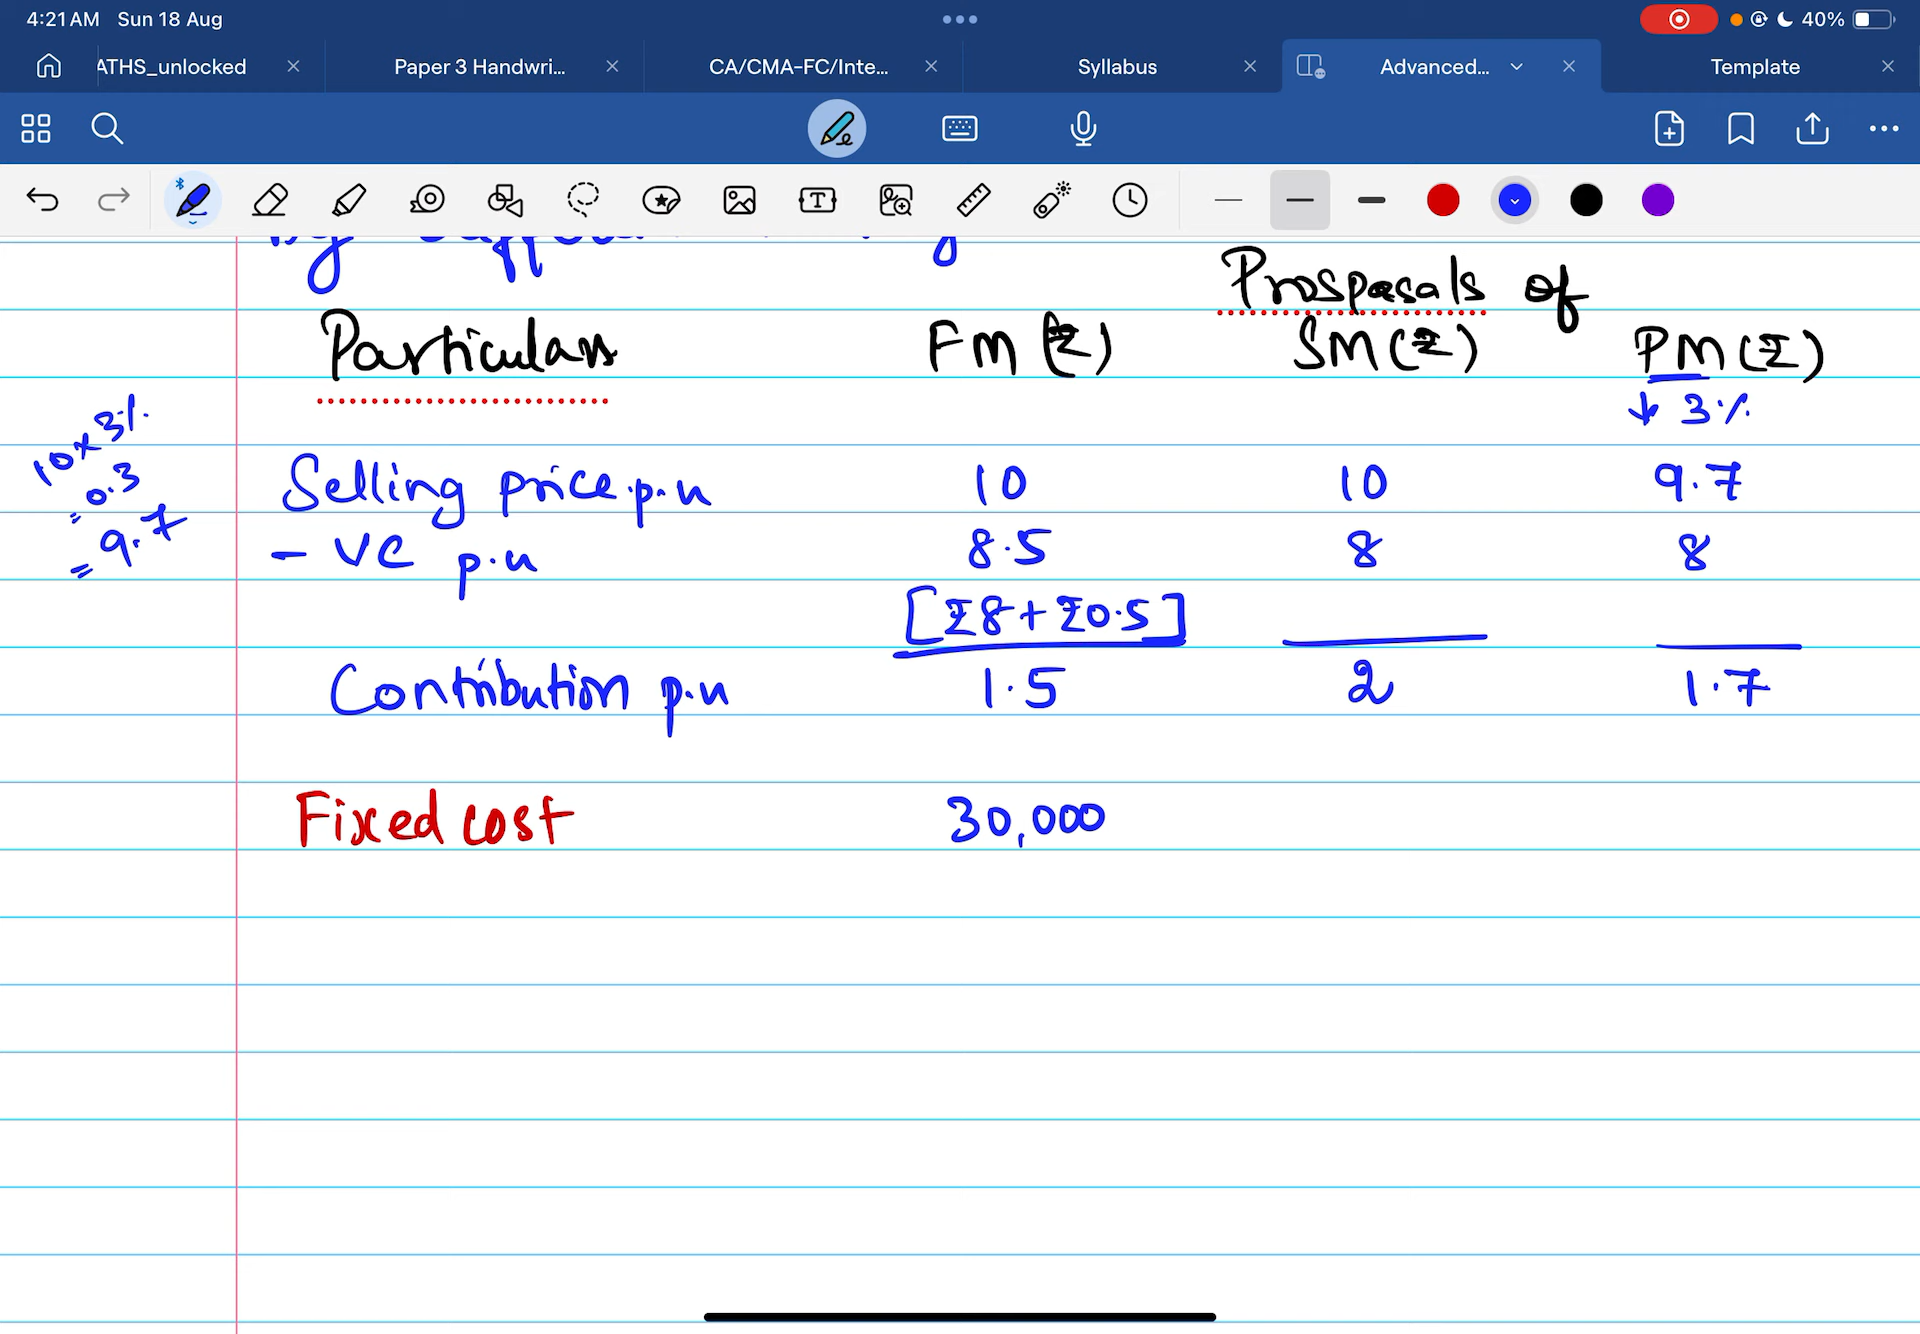 4:21 AM Sun 18 Aug
40%
ATHS_unlocked
Paper 3 Handwri...
CA/CMA-FC/Inte...
Syllabus
Advanced...
Template
Prosposals of
Particulars FM (₹) SM (₹) PM (₹)
↓ 3%
10 × 3%
0.3
= 9.7
Selling price p.u 10 10 9.7
- VC p.u 8.5 8 8
[₹8 + ₹0.5]
Contribution p.u 1.5 2 1.7
Fixed cost 30,000